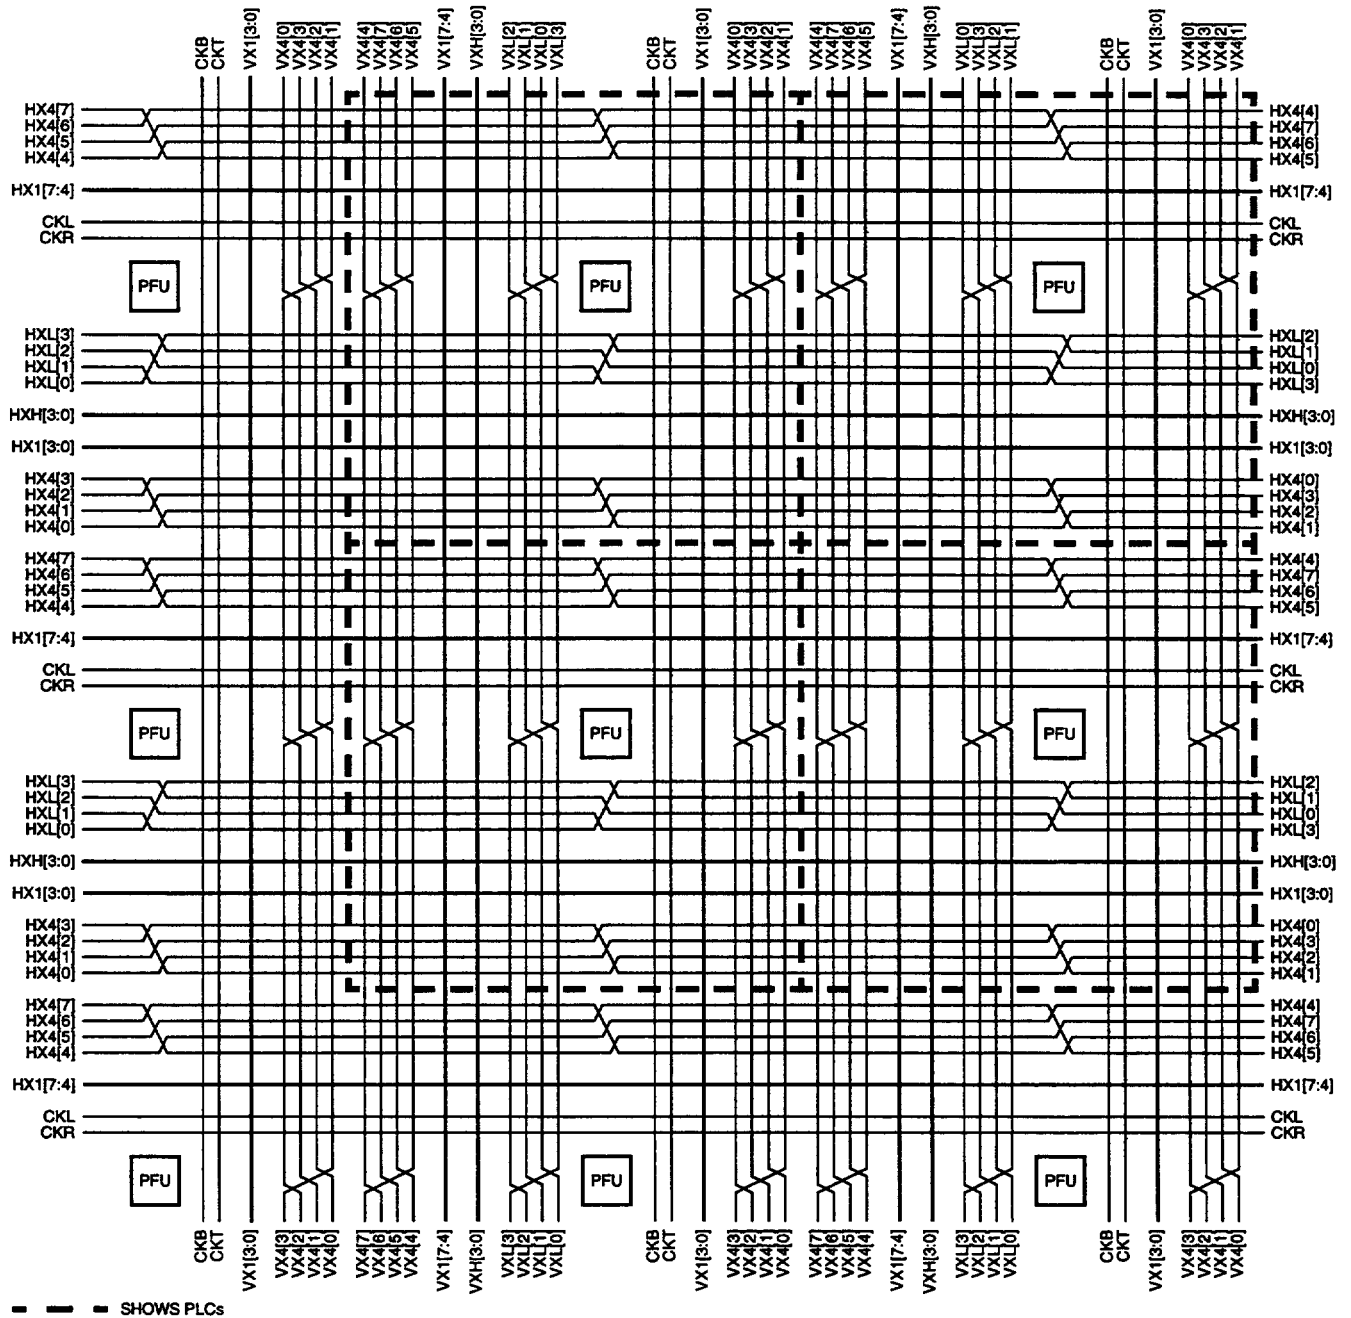 CKB CKT VX1[3:0] VX4[0] VX4[3] VX4[2] VX4[1] VX4[4] VX4[7] VX4[6] VX4[5] VX1[7:4] VXH[3:0] VXL[2] VXL[1] VXL[0] VXL[3] CKB CKT VX1[3:0] VX4[0] VX4[3] VX4[2] VX4[1] VX4[4] VX4[7] VX4[6] VX4[5] VX1[7:4] VXH[3:0] VXL[0] VXL[3] VXL[2] VXL[1] CKB CKT VX1[3:0] VX4[0] VX4[3] VX4[2] VX4[1]
HX4[7] HX4[4]
HX4[6] HX4[7]
HX4[5] HX4[6]
HX4[4] HX4[5]
HX1[7:4] HX1[7:4]
CKL CKL
CKR CKR
PFU PFU PFU
HXL[3] HXL[2]
HXL[2] HXL[1]
HXL[1] HXL[0]
HXL[0] HXL[3]
HXH[3:0] HXH[3:0]
HX1[3:0] HX1[3:0]
HX4[3] HX4[0]
HX4[2] HX4[3]
HX4[1] HX4[2]
HX4[0] HX4[1]
HX4[7] HX4[4]
HX4[6] HX4[7]
HX4[5] HX4[6]
HX4[4] HX4[5]
HX1[7:4] HX1[7:4]
CKL CKL
CKR CKR
PFU PFU PFU
HXL[3] HXL[2]
HXL[2] HXL[1]
HXL[1] HXL[0]
HXL[0] HXL[3]
HXH[3:0] HXH[3:0]
HX1[3:0] HX1[3:0]
HX4[3] HX4[0]
HX4[2] HX4[3]
HX4[1] HX4[2]
HX4[0] HX4[1]
HX4[7] HX4[4]
HX4[6] HX4[7]
HX4[5] HX4[6]
HX4[4] HX4[5]
HX1[7:4] HX1[7:4]
CKL CKL
CKR CKR
PFU PFU PFU
CKB CKT VX1[3:0] VX4[3] VX4[2] VX4[1] VX4[0] VX4[7] VX4[6] VX4[5] VX4[4] VX1[7:4] VXH[3:0] VXL[3] VXL[2] VXL[1] VXL[0] CKB CKT VX1[3:0] VX4[3] VX4[2] VX4[1] VX4[0] VX4[7] VX4[6] VX4[5] VX4[4] VX1[7:4] VXH[3:0] VXL[3] VXL[2] VXL[1] VXL[0] CKB CKT VX1[3:0] VX4[3] VX4[2] VX4[1] VX4[0]
SHOWS PLCs